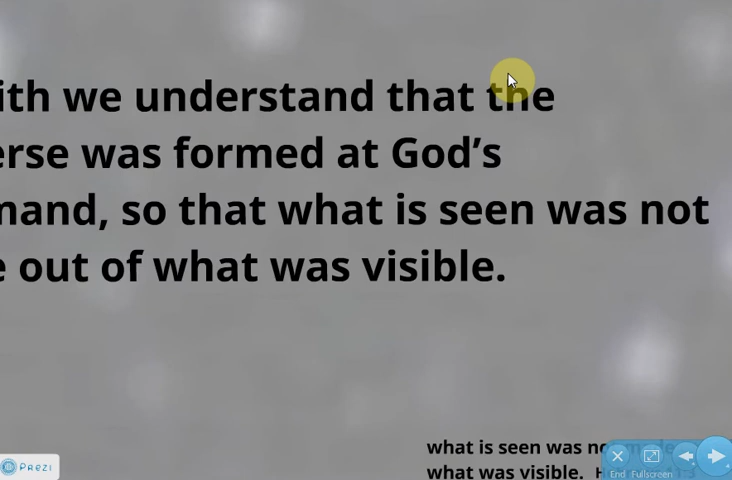 ith we understand that the
erse was formed at God's
mand, so that what is seen was not
e out of what was visible.
what is seen was no
what was visible.
End Fullscreen
Prezi